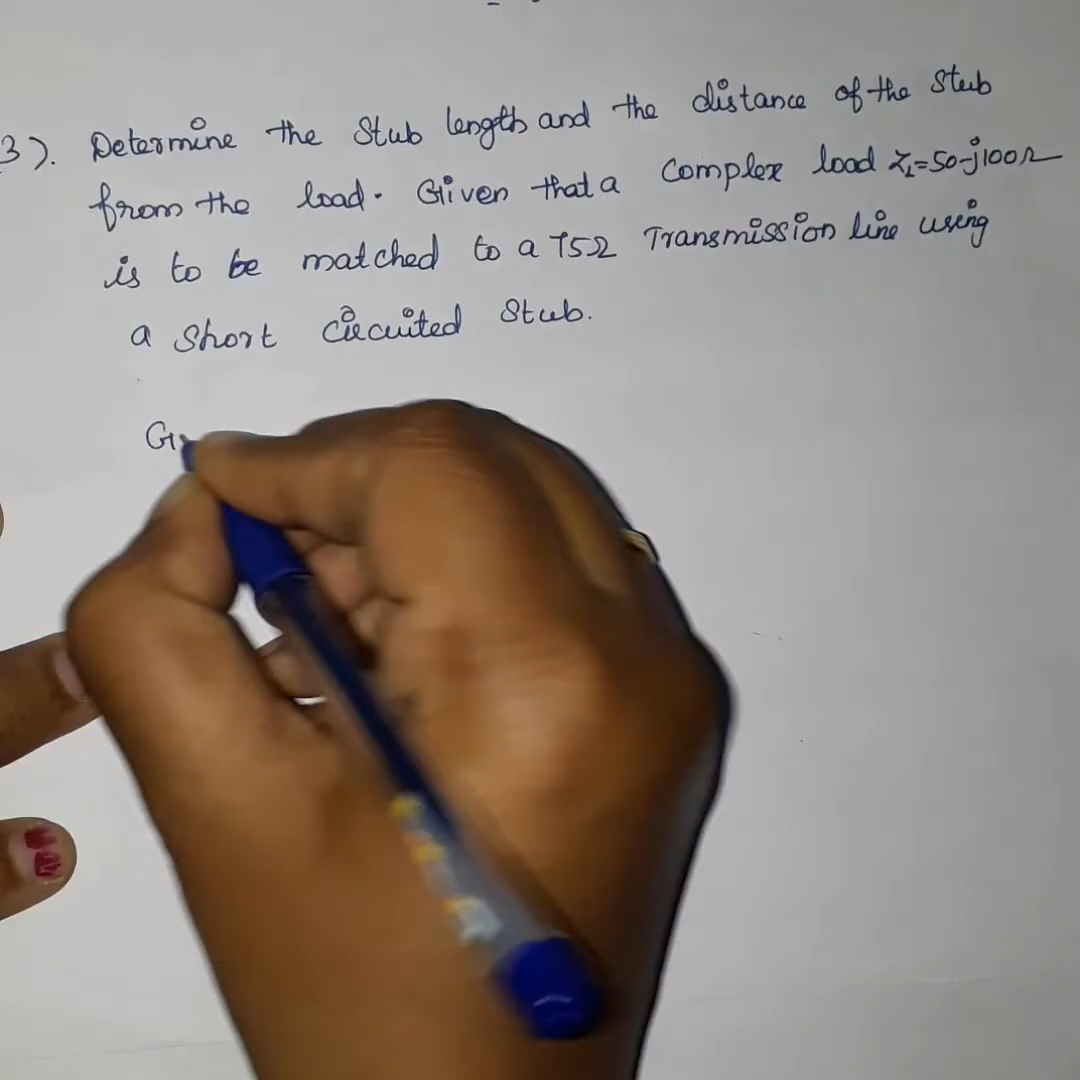 3). Determine the Stub length and the distance of the Stub
from the load. Given that a complex load ZL=50-j100Ω
is to be matched to a 75Ω Transmission line using
a short circuited Stub.
Gi